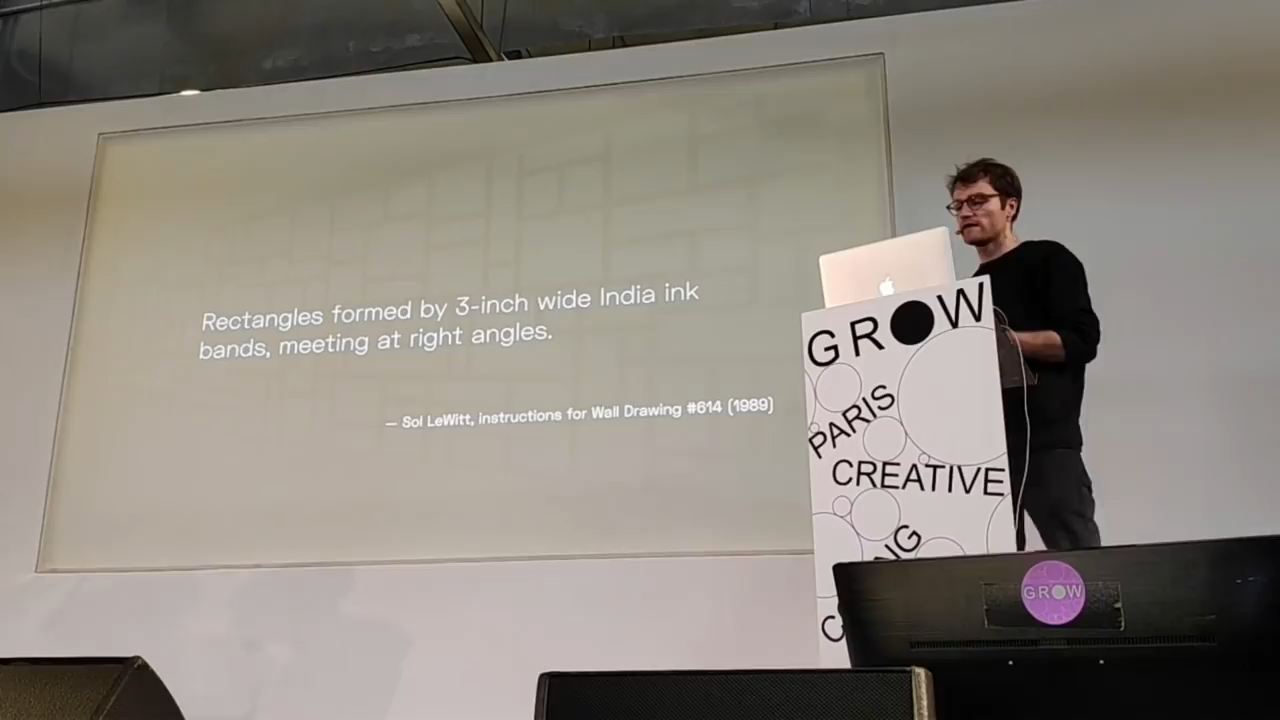 Rectangles formed by 3-inch wide India ink
bands, meeting at right angles.
— Sol LeWitt, instructions for Wall Drawing #614 (1989)
GROW
PARIS
CREATIVE
GROW